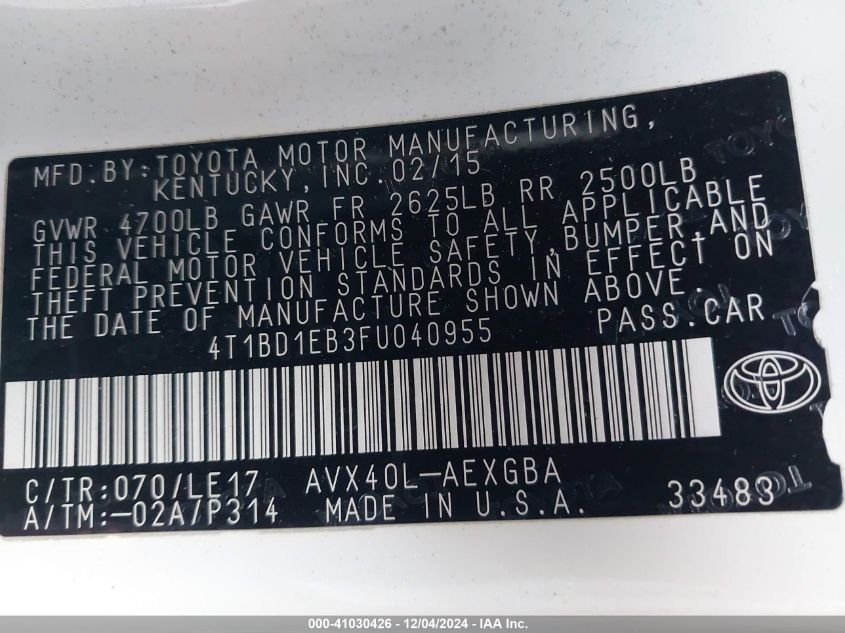 MFD. BY: TOYOTA MOTOR MANUFACTURING,
KENTUCKY, INC. 02/15
GVWR 4700LB GAWR FR 2625LB RR 2500LB
THIS VEHICLE CONFORMS TO ALL APPLICABLE
FEDERAL MOTOR VEHICLE SAFETY, BUMPER, AND
THEFT PREVENTION STANDARDS IN EFFECT ON
THE DATE OF MANUFACTURE SHOWN ABOVE.
4T1BD1EB3FU040955 PASS. CAR
C/TR: 070/LE17 AVX40L-AEXGBA
A/TM: -02A/P314 MADE IN U.S.A. 33483
000-41030426 - 12/04/2024 - IAA Inc.